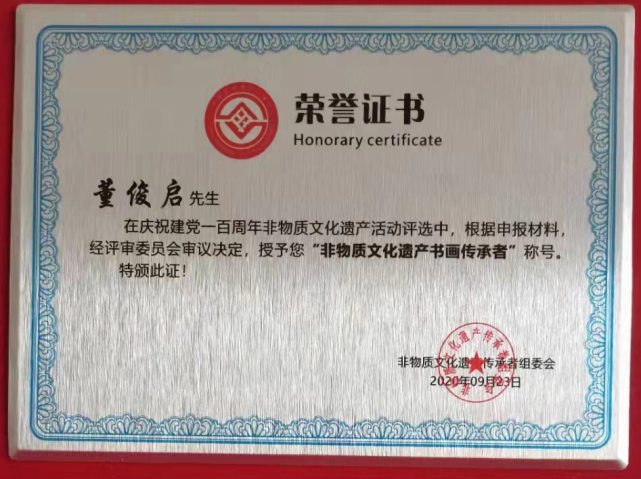 荣誉证书
Honorary certificate
董俊启 先生
在庆祝建党一百周年非物质文化遗产活动评选中，根据申报材料，
经评审委员会审议决定，授予您“非物质文化遗产书画传承者”称号。
特颁此证！
非物质文化遗产传承者组委会
2020年09月23日